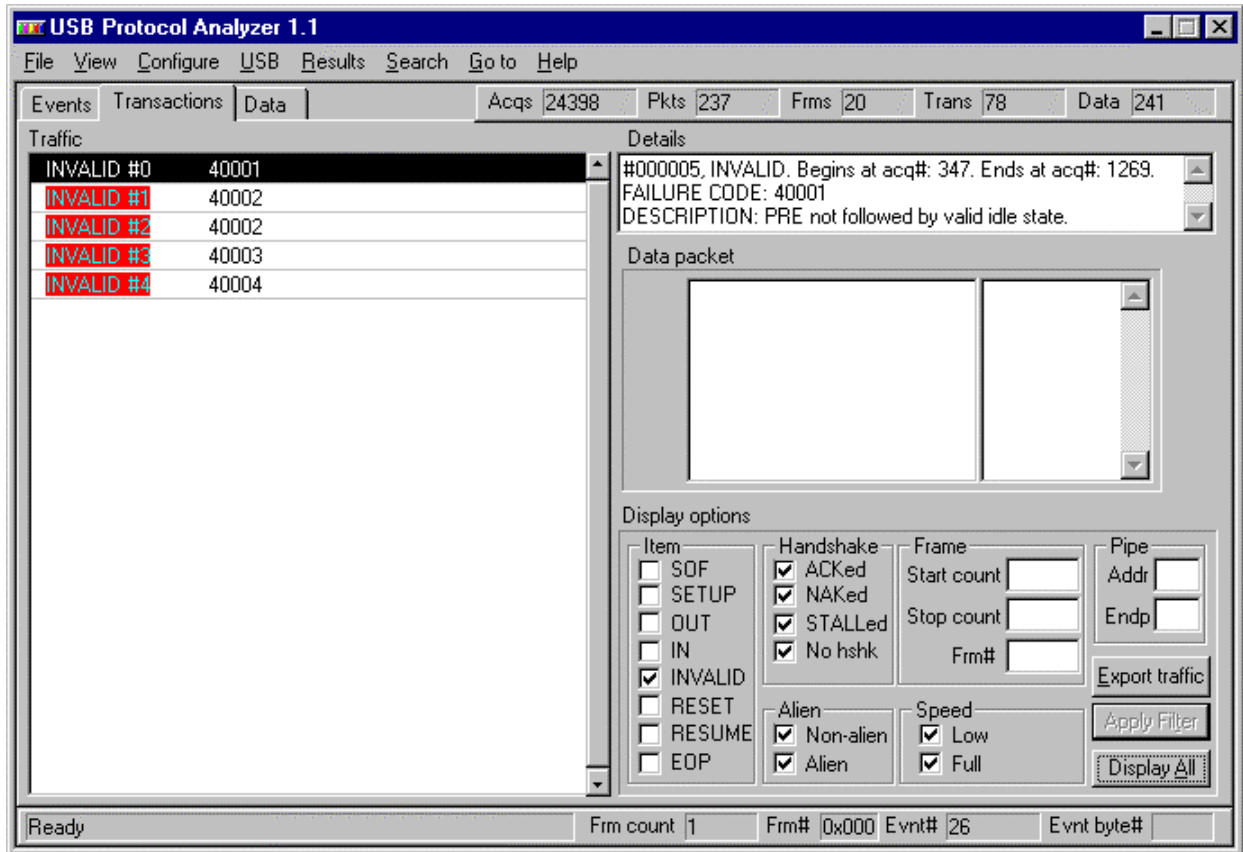 USB Protocol Analyzer 1.1
File View Configure USB Results Search Go to Help
Events Transactions Data Acqs 24398 Pkts 237 Frms 20 Trans 78 Data 241
Traffic
INVALID #0 40001
INVALID #1 40002
INVALID #2 40002
INVALID #3 40003
INVALID #4 40004
Details
#000005, INVALID. Begins at acq#: 347. Ends at acq#: 1269.
FAILURE CODE: 40001
DESCRIPTION: PRE not followed by valid idle state.
Data packet
Display options
Item
SOF
SETUP
OUT
IN
INVALID
RESET
RESUME
EOP
Handshake
ACKed
NAKed
STALLed
No hshk
Frame
Start count
Stop count
Frm#
Pipe
Addr
Endp
Alien
Non-alien
Alien
Speed
Low
Full
Export traffic
Apply Filter
Display All
Ready Frm count 1 Frm# 0x000 Evnt# 26 Evnt byte#